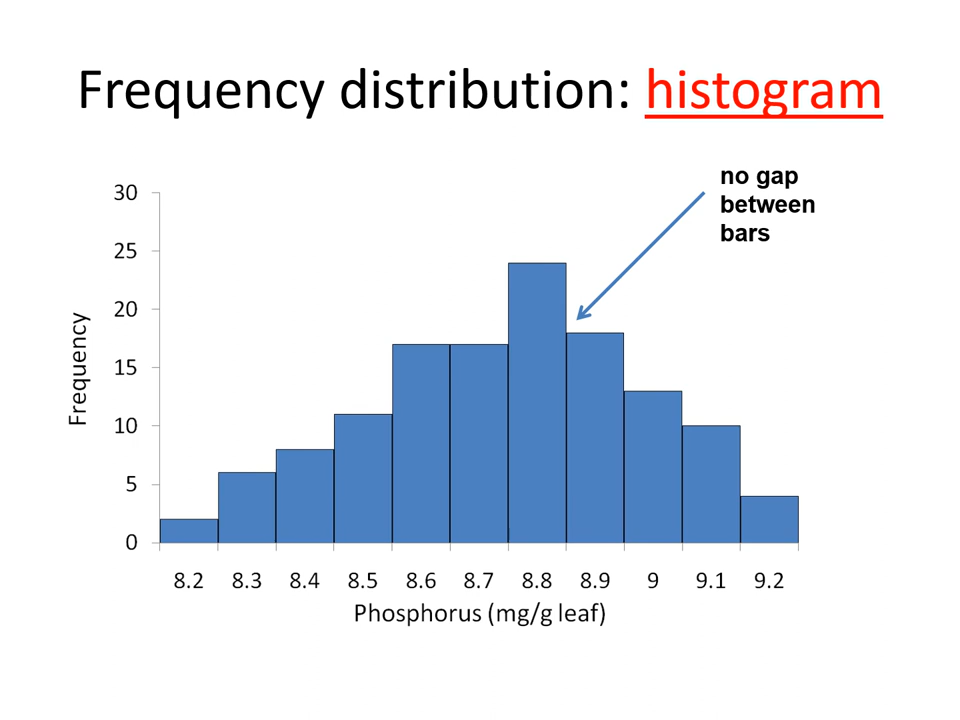 Frequency distribution: histogram
no gap
between
bars
30
25
20
15
10
5
0
Frequency
8.2 8.3 8.4 8.5 8.6 8.7 8.8 8.9 9 9.1 9.2
Phosphorus (mg/g leaf)